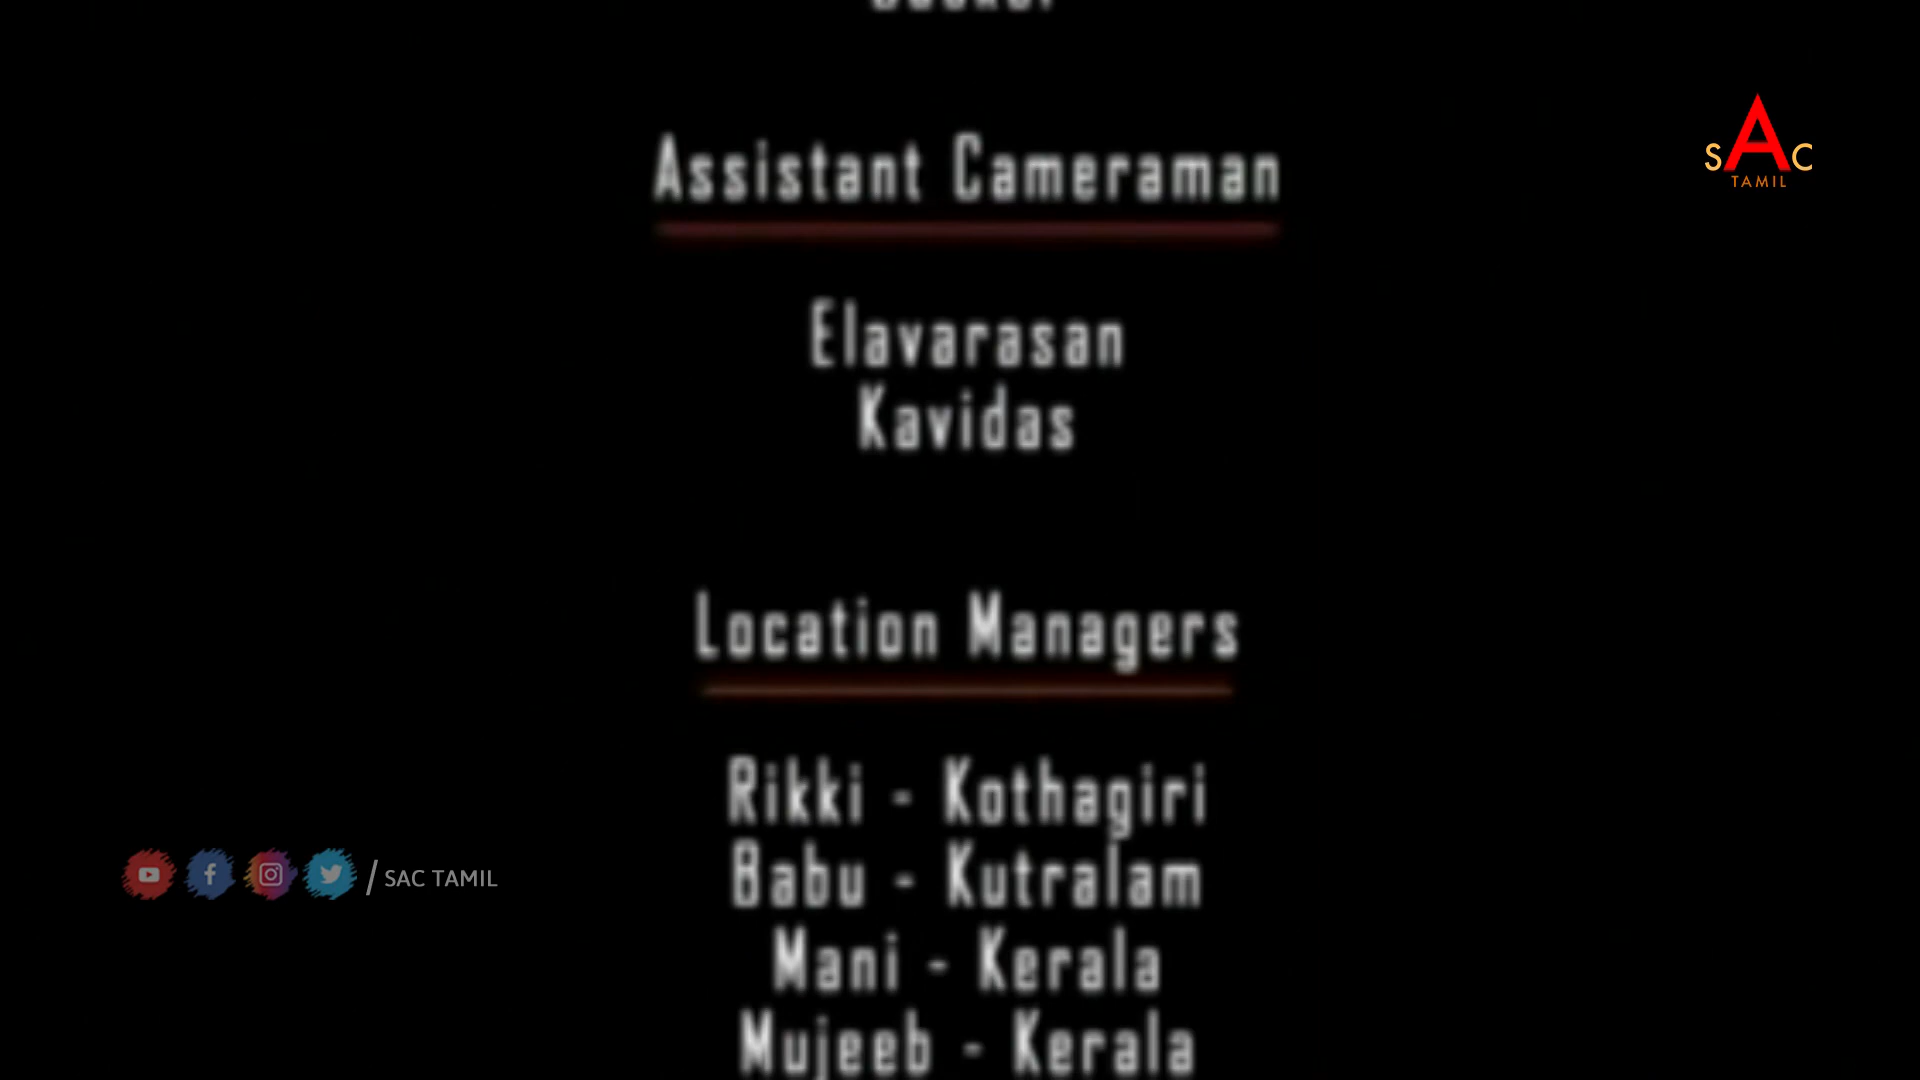 Assistant Cameraman
Elavarasan
Kavidas
Location Managers
Rikki - Kothagiri
Babu - Kutralam
Mani - Kerala
Mujeeb - Kerala
SAC
TAMIL
/ SAC TAMIL